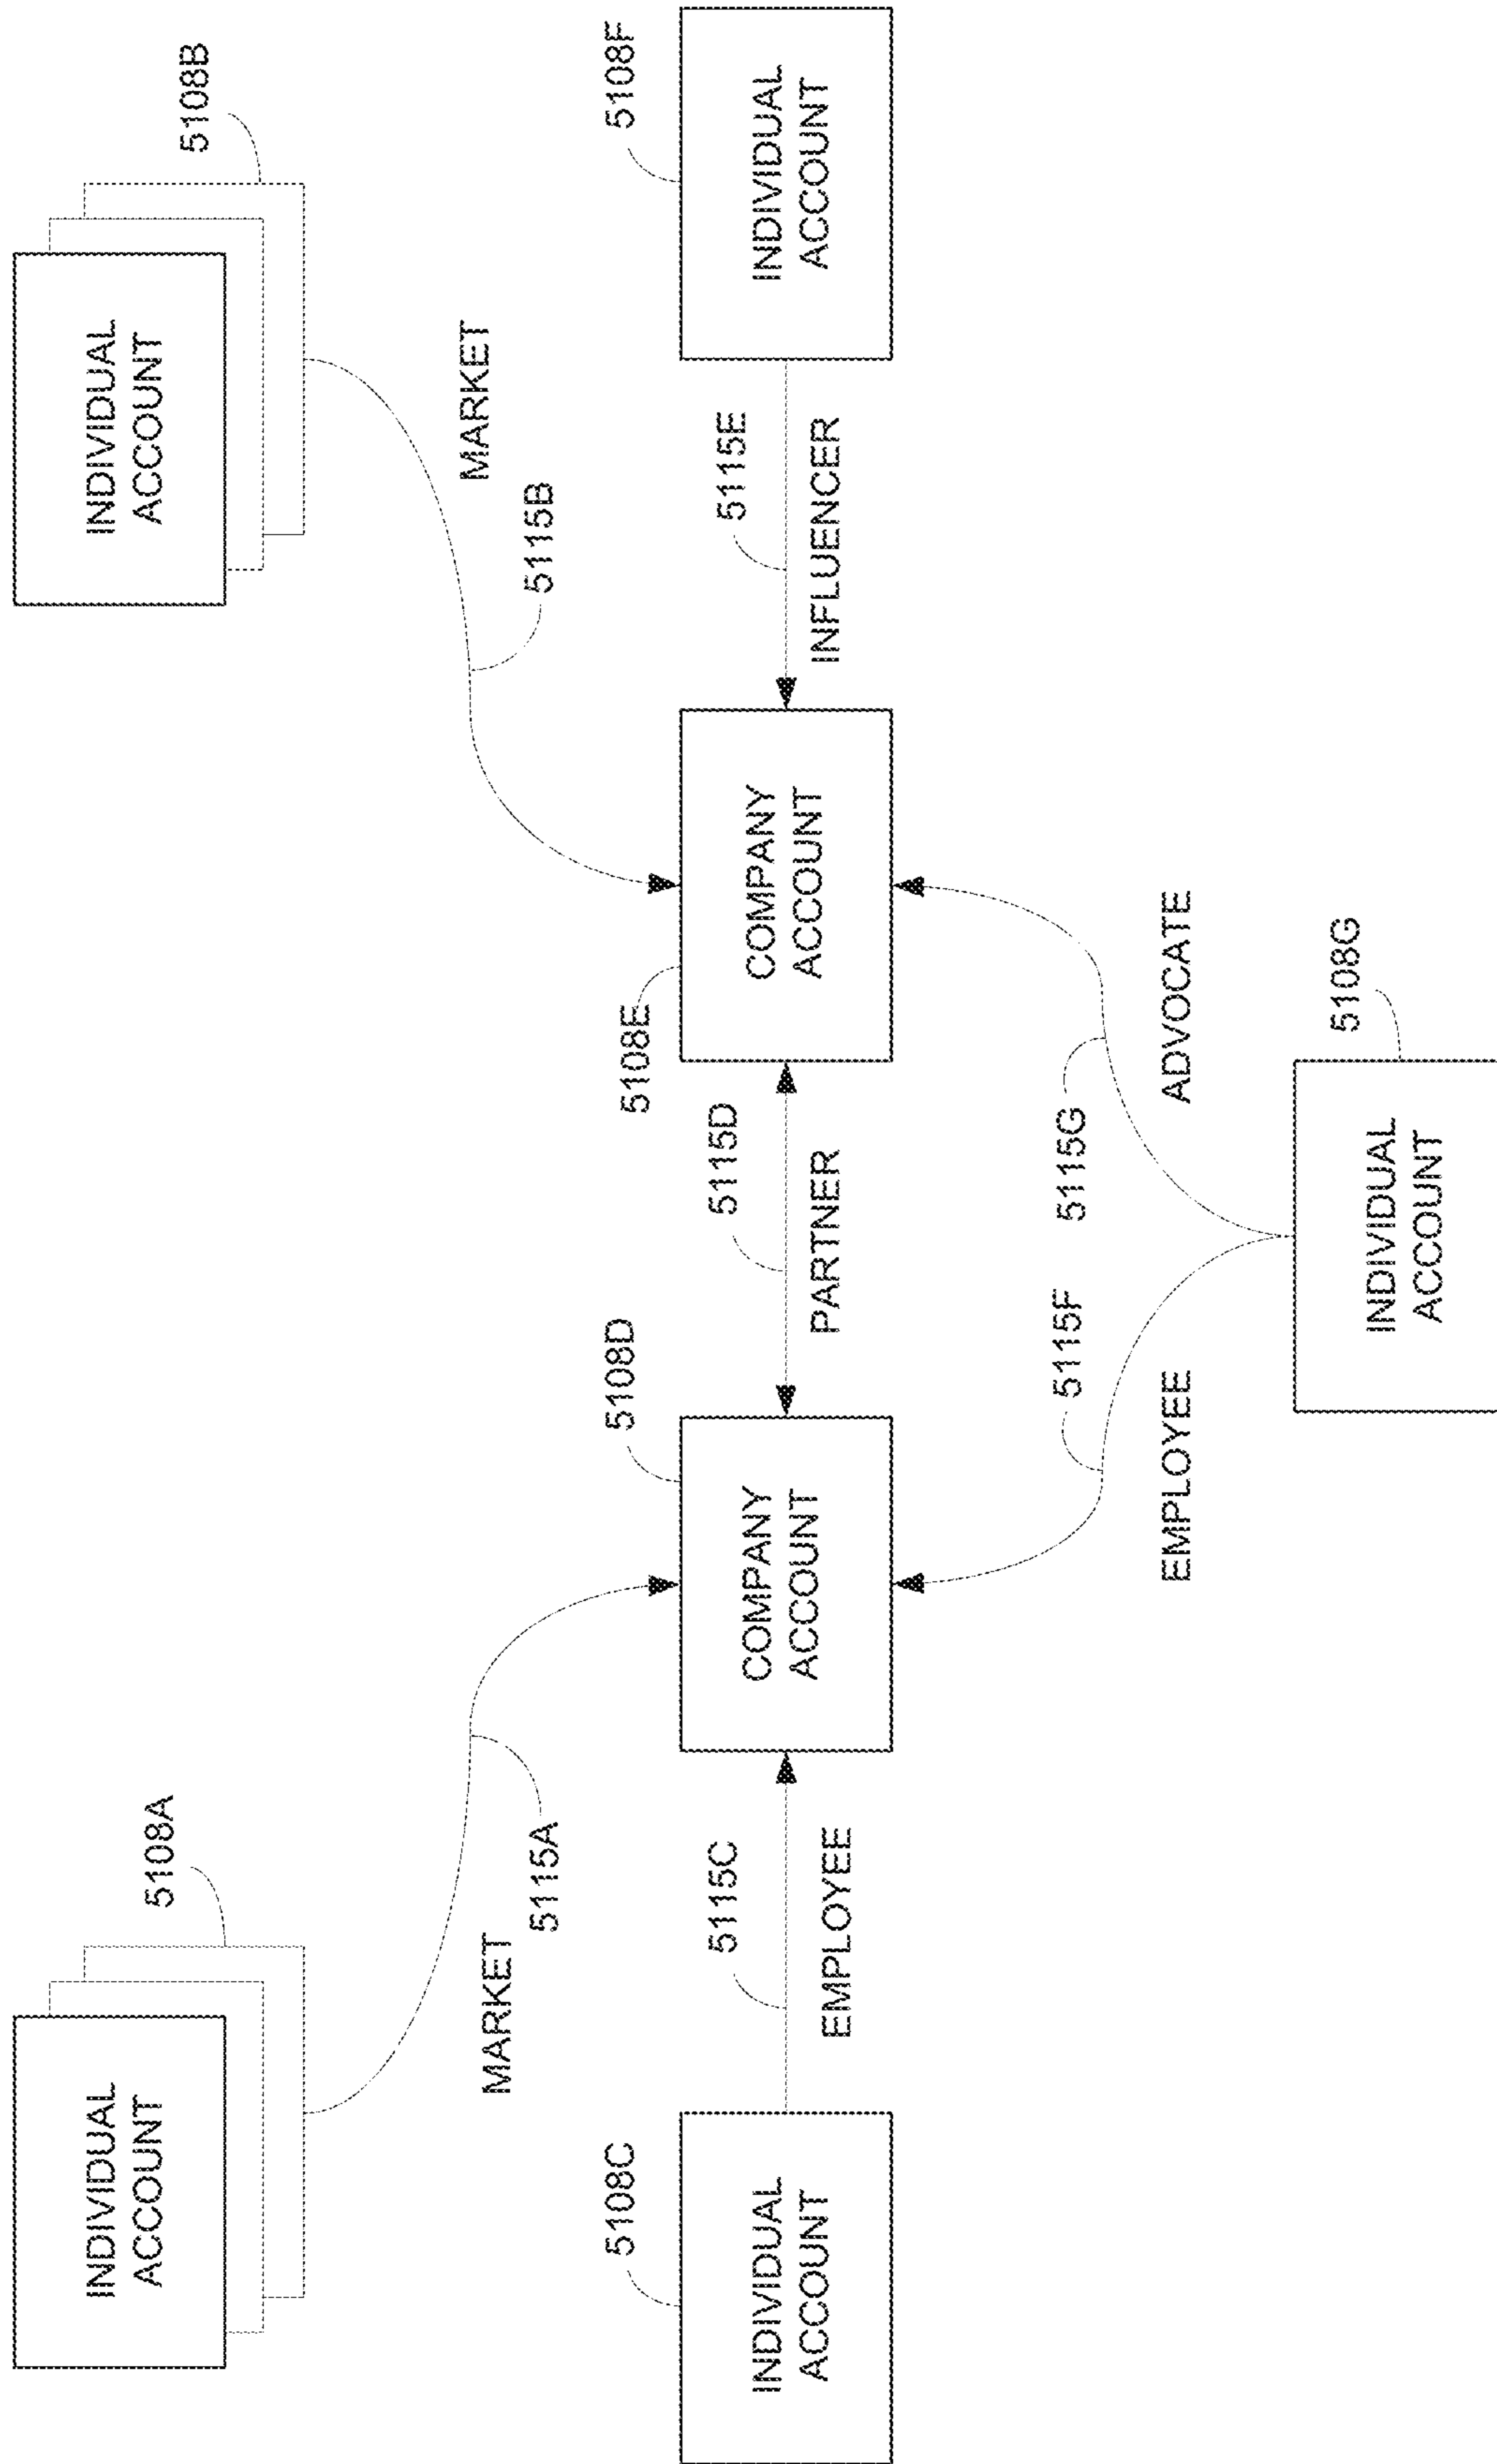 INDIVIDUAL
ACCOUNT
5108A
INDIVIDUAL
ACCOUNT
5108B
MARKET
5115A
MARKET
5115B
5108C
INDIVIDUAL
ACCOUNT
5115C
EMPLOYEE
5108D
COMPANY
ACCOUNT
5115D
PARTNER
5108E
COMPANY
ACCOUNT
5115E
INFLUENCER
5108F
INDIVIDUAL
ACCOUNT
5115F
EMPLOYEE
5115G
ADVOCATE
5108G
INDIVIDUAL
ACCOUNT